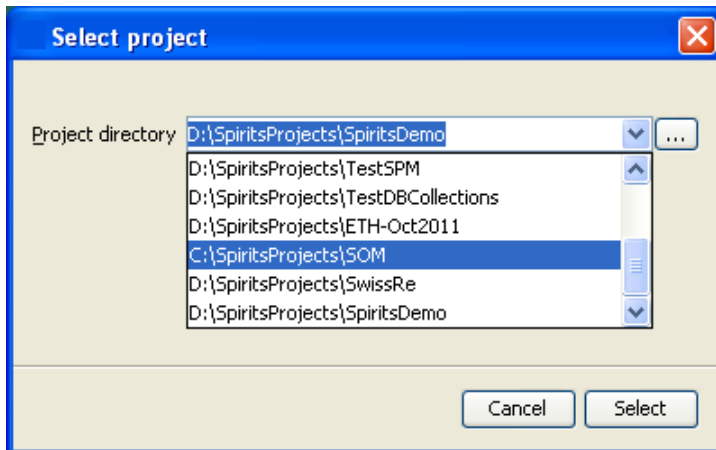 Select project
Project directory D:\SpiritsProjects\SpiritsDemo ...
D:\SpiritsProjects\TestSPM
D:\SpiritsProjects\TestDBCollections
D:\SpiritsProjects\ETH-Oct2011
C:\SpiritsProjects\SOM
D:\SpiritsProjects\SwissRe
D:\SpiritsProjects\SpiritsDemo
Cancel Select